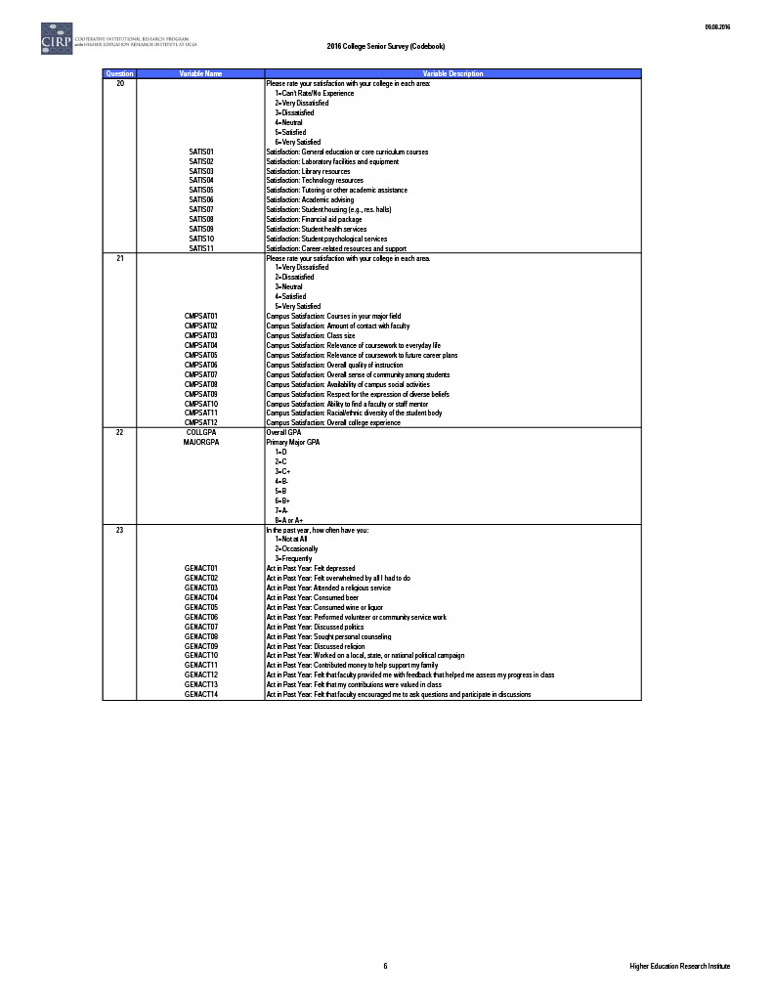 09.08.2016
CIRP
COOPERATIVE INSTITUTIONAL RESEARCH PROGRAM
at the HIGHER EDUCATION RESEARCH INSTITUTE AT UCLA
2016 College Senior Survey (Codebook)
Question Variable Name Variable Description
20 Please rate your satisfaction with your college in each area:
1=Can't Rate/No Experience
2=Very Dissatisfied
3=Dissatisfied
4=Neutral
5=Satisfied
6=Very Satisfied
SATIS01 Satisfaction: General education or core curriculum courses
SATIS02 Satisfaction: Laboratory facilities and equipment
SATIS03 Satisfaction: Library resources
SATIS04 Satisfaction: Technology resources
SATIS05 Satisfaction: Tutoring or other academic assistance
SATIS06 Satisfaction: Academic advising
SATIS07 Satisfaction: Student housing (e.g., res. halls)
SATIS08 Satisfaction: Financial aid package
SATIS09 Satisfaction: Student health services
SATIS10 Satisfaction: Student psychological services
SATIS11 Satisfaction: Career-related resources and support
21 Please rate your satisfaction with your college in each area.
1=Very Dissatisfied
2=Dissatisfied
3=Neutral
4=Satisfied
5=Very Satisfied
CMPSAT01 Campus Satisfaction: Courses in your major field
CMPSAT02 Campus Satisfaction: Amount of contact with faculty
CMPSAT03 Campus Satisfaction: Class size
CMPSAT04 Campus Satisfaction: Relevance of coursework to everyday life
CMPSAT05 Campus Satisfaction: Relevance of coursework to future career plans
CMPSAT06 Campus Satisfaction: Overall quality of instruction
CMPSAT07 Campus Satisfaction: Overall sense of community among students
CMPSAT08 Campus Satisfaction: Availability of campus social activities
CMPSAT09 Campus Satisfaction: Respect for the expression of diverse beliefs
CMPSAT10 Campus Satisfaction: Ability to find a faculty or staff mentor
CMPSAT11 Campus Satisfaction: Racial/ethnic diversity of the student body
CMPSAT12 Campus Satisfaction: Overall college experience
22 COLLGPA Overall GPA
MAJORGPA Primary Major GPA
1=D
2=C
3=C+
4=B-
5=B
6=B+
7=A-
8=A or A+
23 In the past year, how often have you:
1=Not at All
2=Occasionally
3=Frequently
GENACT01 Act in Past Year: Felt depressed
GENACT02 Act in Past Year: Felt overwhelmed by all I had to do
GENACT03 Act in Past Year: Attended a religious service
GENACT04 Act in Past Year: Consumed beer
GENACT05 Act in Past Year: Consumed wine or liquor
GENACT06 Act in Past Year: Performed volunteer or community service work
GENACT07 Act in Past Year: Discussed politics
GENACT08 Act in Past Year: Sought personal counseling
GENACT09 Act in Past Year: Discussed religion
GENACT10 Act in Past Year: Worked on a local, state, or national political campaign
GENACT11 Act in Past Year: Contributed money to help support my family
GENACT12 Act in Past Year: Felt that faculty provided me with feedback that helped me assess my progress in class
GENACT13 Act in Past Year: Felt that my contributions were valued in class
GENACT14 Act in Past Year: Felt that faculty encouraged me to ask questions and participate in discussions
6 Higher Education Research Institute